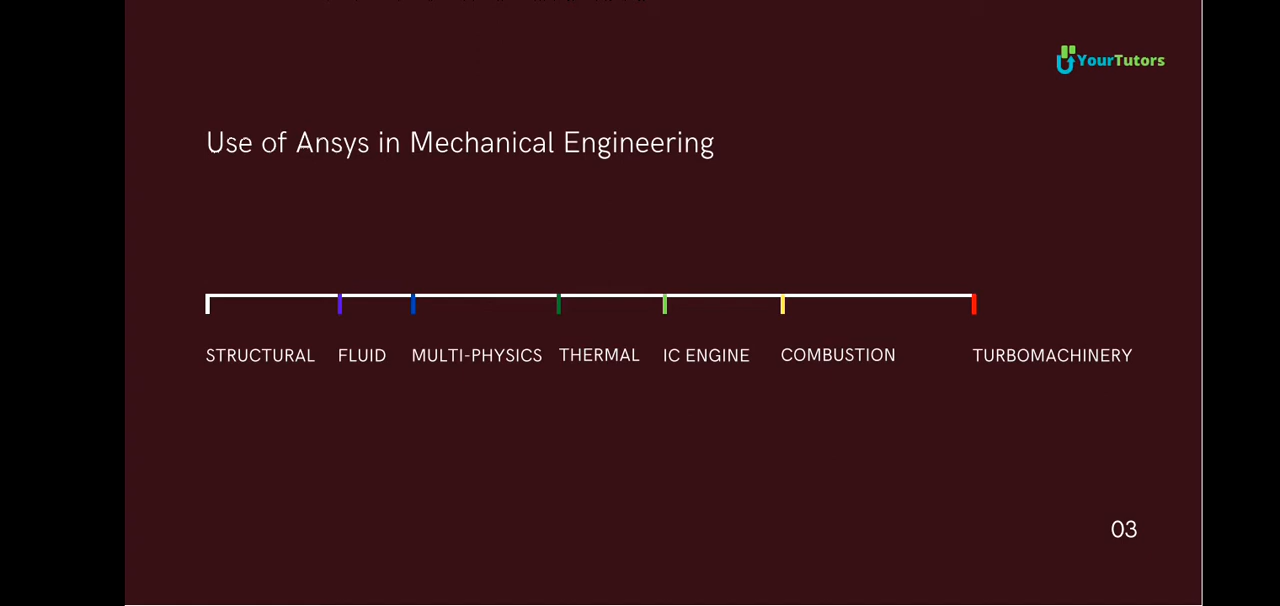 YourTutors
Use of Ansys in Mechanical Engineering
STRUCTURAL FLUID MULTI-PHYSICS THERMAL IC ENGINE COMBUSTION TURBOMACHINERY
03